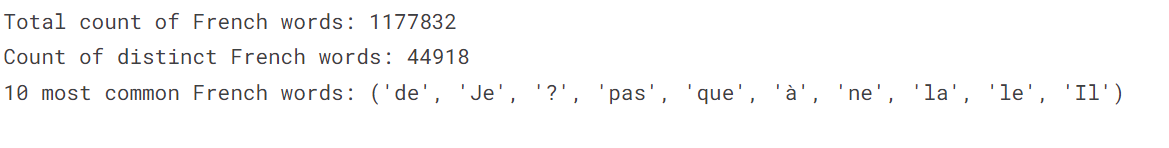 Total count of French words: 1177832
Count of distinct French words: 44918
10 most common French words: ('de', 'Je', '?', 'pas', 'que', 'à', 'ne', 'la', 'le', 'Il')